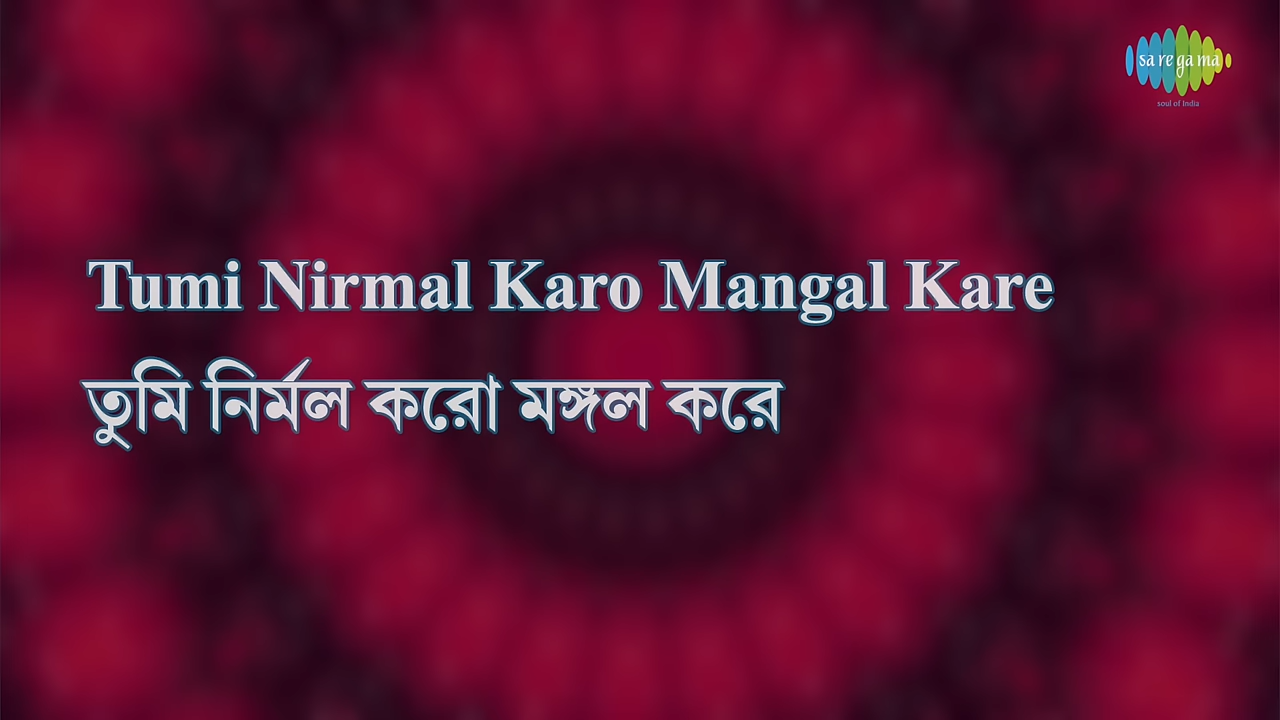 sa re ga ma
soul of India
Tumi Nirmal Karo Mangal Kare
তুমি নির্মল করো মঙ্গল করে